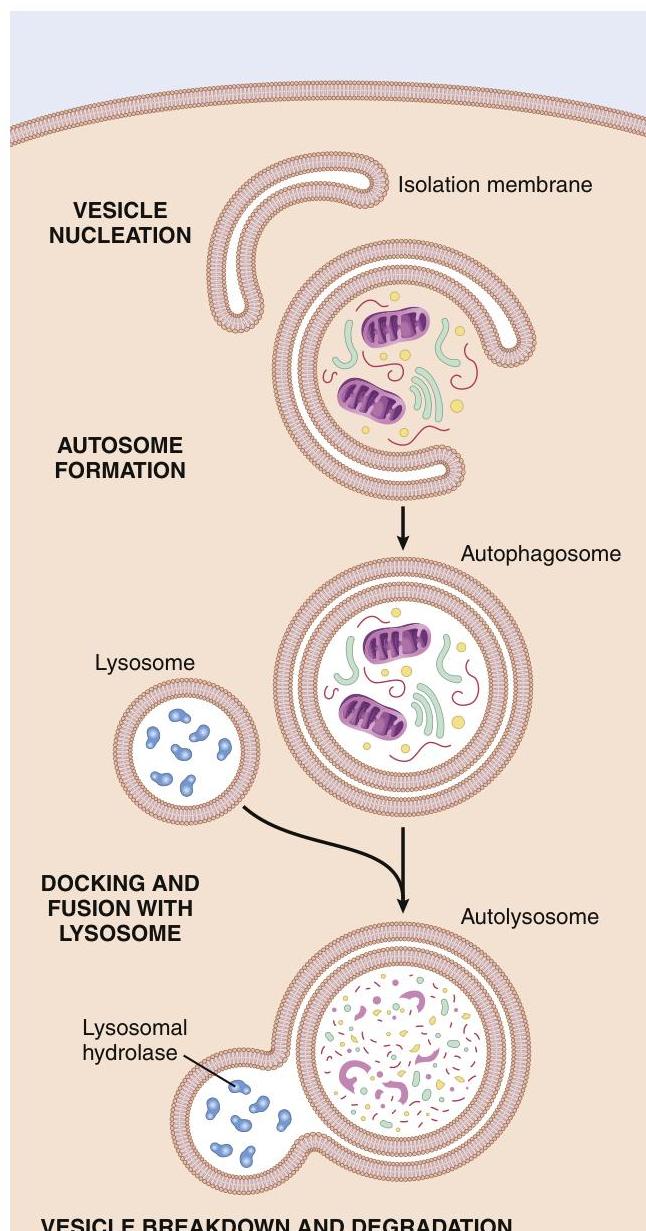 Isolation membrane
VESICLE
NUCLEATION
AUTOSOME
FORMATION
Autophagosome
Lysosome
DOCKING AND
FUSION WITH
LYSOSOME
Autolysosome
Lysosomal
hydrolase
VESICLE BREAKDOWN AND DEGRADATION